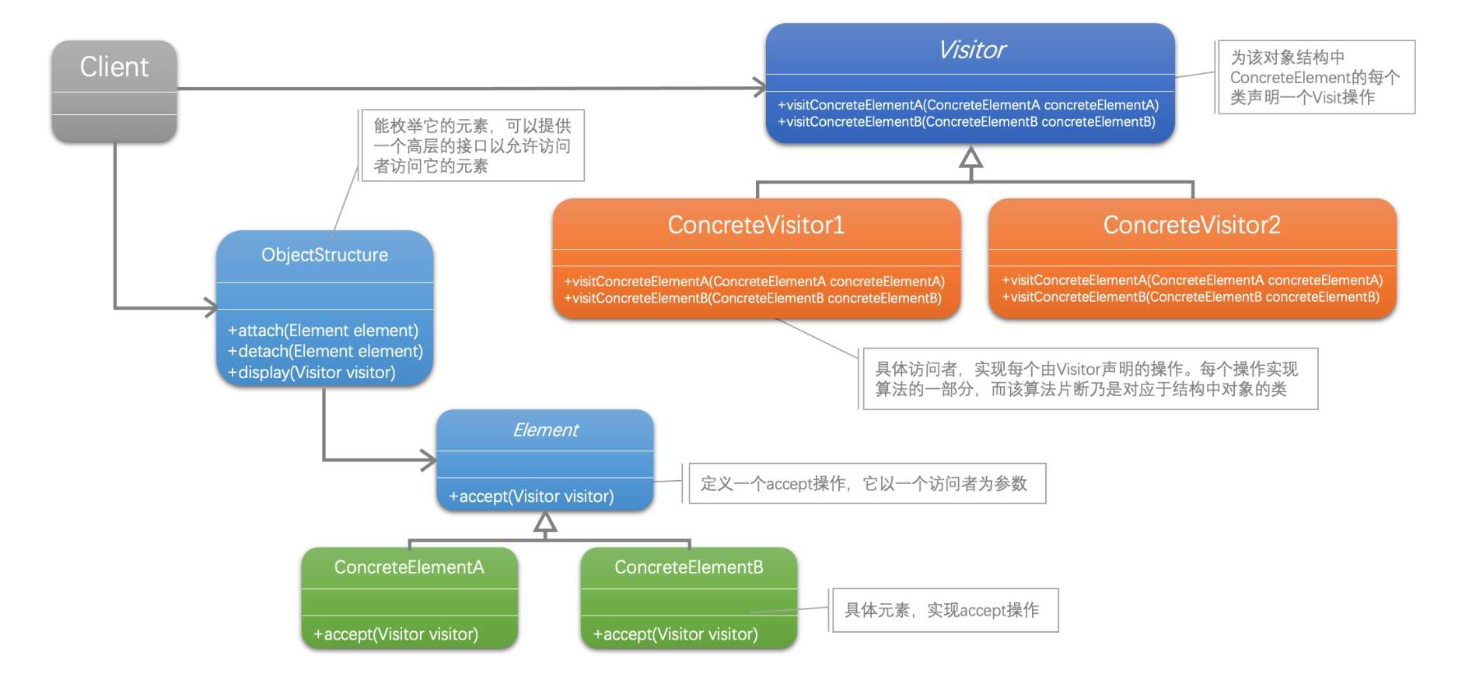 Client
Visitor
+visitConcreteElementA(ConcreteElementA concreteElementA)
+visitConcreteElementB(ConcreteElementB concreteElementB)
为该对象结构中
ConcreteElement的每个
类声明一个Visit操作
能枚举它的元素，可以提供
一个高层的接口以允许访问
者访问它的元素
ConcreteVisitor1
+visitConcreteElementA(ConcreteElementA concreteElementA)
+visitConcreteElementB(ConcreteElementB concreteElementB)
ConcreteVisitor2
+visitConcreteElementA(ConcreteElementA concreteElementA)
+visitConcreteElementB(ConcreteElementB concreteElementB)
ObjectStructure
+attach(Element element)
+detach(Element element)
+display(Visitor visitor)
具体访问者，实现每个由Visitor声明的操作。每个操作实现
算法的一部分，而该算法片断乃是对应于结构中对象的类
Element
+accept(Visitor visitor)
定义一个accept操作，它以一个访问者为参数
ConcreteElementA
+accept(Visitor visitor)
ConcreteElementB
+accept(Visitor visitor)
具体元素，实现accept操作